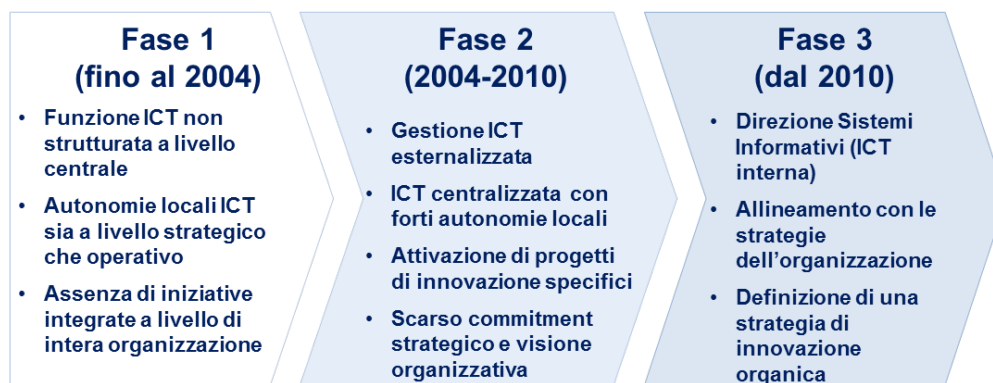 Fase 1
(fino al 2004)
• Funzione ICT non
strutturata a livello
centrale
• Autonomie locali ICT
sia a livello strategico
che operativo
• Assenza di iniziative
integrate a livello di
intera organizzazione
Fase 2
(2004-2010)
• Gestione ICT
esternalizzata
• ICT centralizzata con
forti autonomie locali
• Attivazione di progetti
di innovazione specifici
• Scarso commitment
strategico e visione
organizzativa
Fase 3
(dal 2010)
• Direzione Sistemi
Informativi (ICT
interna)
• Allineamento con le
strategie
dell’organizzazione
• Definizione di una
strategia di
innovazione
organica